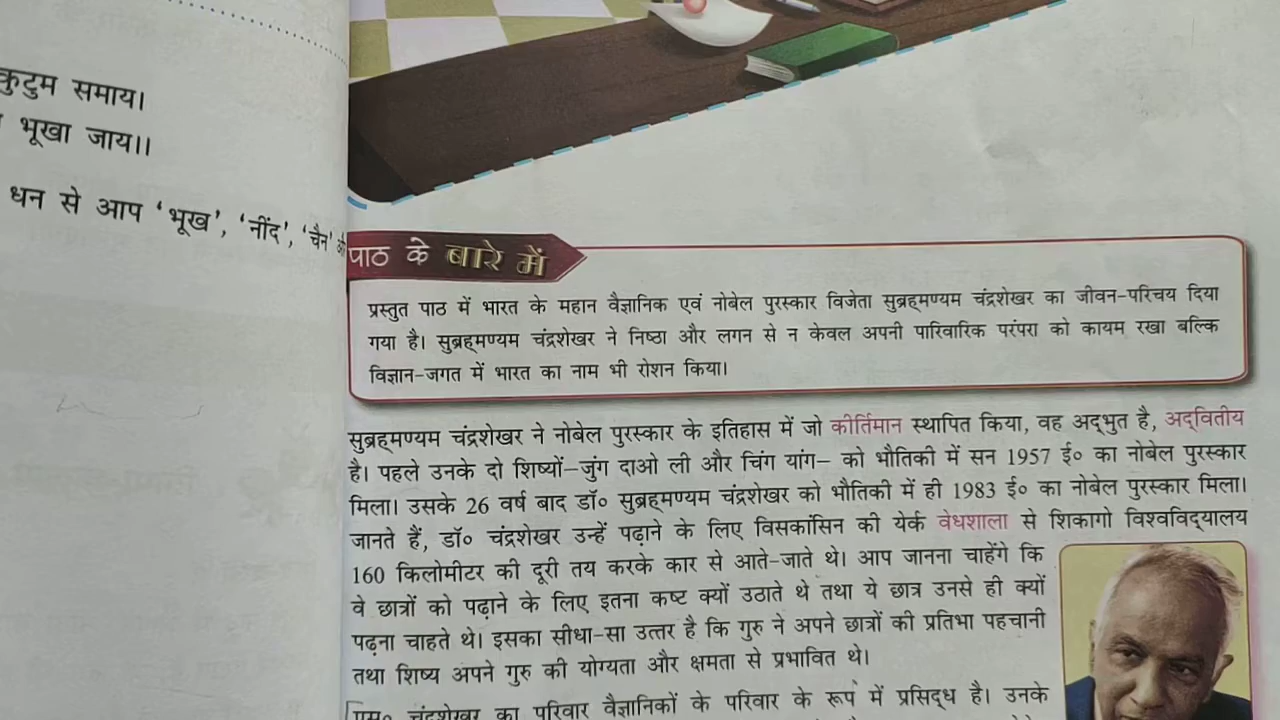 कुटुम समाय।
भूखा जाय।।
धन से आप ‘भूख’, ‘नींद’, ‘चैन’
पाठ के बारे में
प्रस्तुत पाठ में भारत के महान वैज्ञानिक एवं नोबेल पुरस्कार विजेता सुब्रह्मण्यम चंद्रशेखर का जीवन-परिचय दिया
गया है। सुब्रह्मण्यम चंद्रशेखर ने निष्ठा और लगन से न केवल अपनी पारिवारिक परंपरा को कायम रखा बल्कि
विज्ञान-जगत में भारत का नाम भी रोशन किया।
सुब्रह्मण्यम चंद्रशेखर ने नोबेल पुरस्कार के इतिहास में जो कीर्तिमान स्थापित किया, वह अद्भुत है, अद्वितीय
है। पहले उनके दो शिष्यों-जुंग दाओ ली और चिंग यांग- को भौतिकी में सन 1957 ई० का नोबेल पुरस्कार
मिला। उसके 26 वर्ष बाद डॉ० सुब्रह्मण्यम चंद्रशेखर को भौतिकी में ही 1983 ई० का नोबेल पुरस्कार मिला।
जानते हैं, डॉ० चंद्रशेखर उन्हें पढ़ाने के लिए विसकांसिन की येर्क वेधशाला से शिकागो विश्वविद्यालय
160 किलोमीटर की दूरी तय करके कार से आते-जाते थे। आप जानना चाहेंगे कि
वे छात्रों को पढ़ाने के लिए इतना कष्ट क्यों उठाते थे तथा ये छात्र उनसे ही क्यों
पढ़ना चाहते थे। इसका सीधा-सा उत्तर है कि गुरु ने अपने छात्रों की प्रतिभा पहचानी
तथा शिष्य अपने गुरु की योग्यता और क्षमता से प्रभावित थे।
एस० चंद्रशेखर का परिवार वैज्ञानिकों के परिवार के रूप में प्रसिद्ध है। उनके